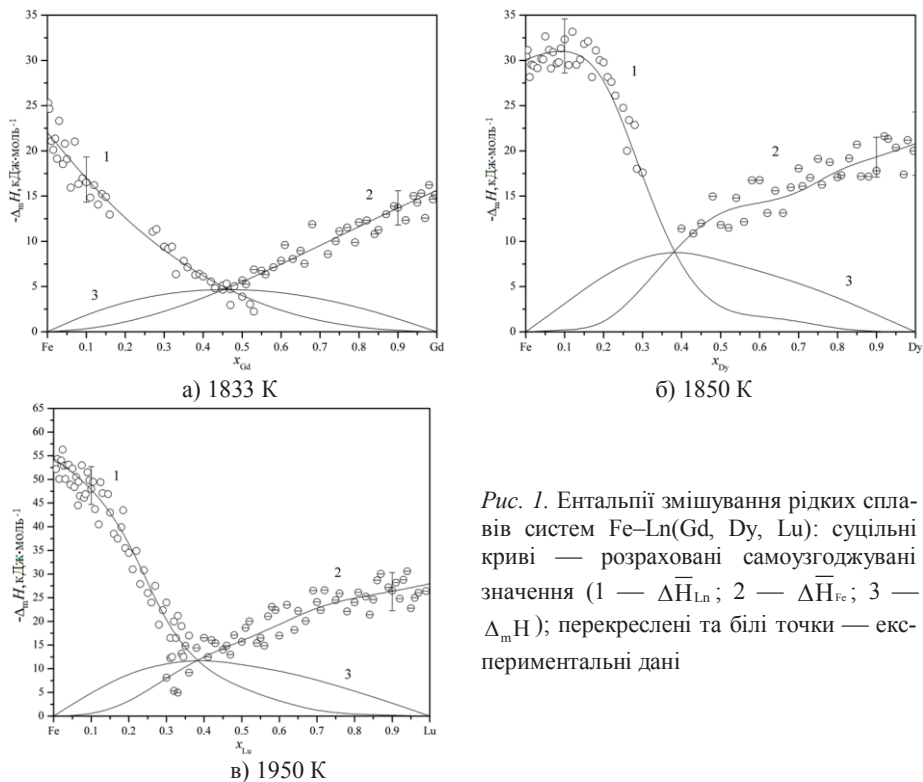 35
30
25
20
15
10
5
0
-ΔmH, кДж·моль-1
1
2
3
Fe 0.1 0.2 0.3 0.4 0.5 0.6 0.7 0.8 0.9 Gd
xGd
а) 1833 К
35
30
25
20
15
10
5
0
-ΔmH, кДж·моль-1
1
2
3
Fe 0.1 0.2 0.3 0.4 0.5 0.6 0.7 0.8 0.9 Dy
xDy
б) 1850 К
65
60
55
50
45
40
35
30
25
20
15
10
5
0
-ΔmH, кДж·моль-1
1
2
3
Fe 0.1 0.2 0.3 0.4 0.5 0.6 0.7 0.8 0.9 Lu
xLu
в) 1950 К
Рис. 1. Ентальпії змішування рідких спла-
вів систем Fe–Ln(Gd, Dy, Lu): суцільні
криві — розраховані самоузгоджувані
значення (1 — ΔH̅Ln; 2 — ΔH̅Fe; 3 —
ΔmH); перекреслені та білі точки — екс-
периментальні дані